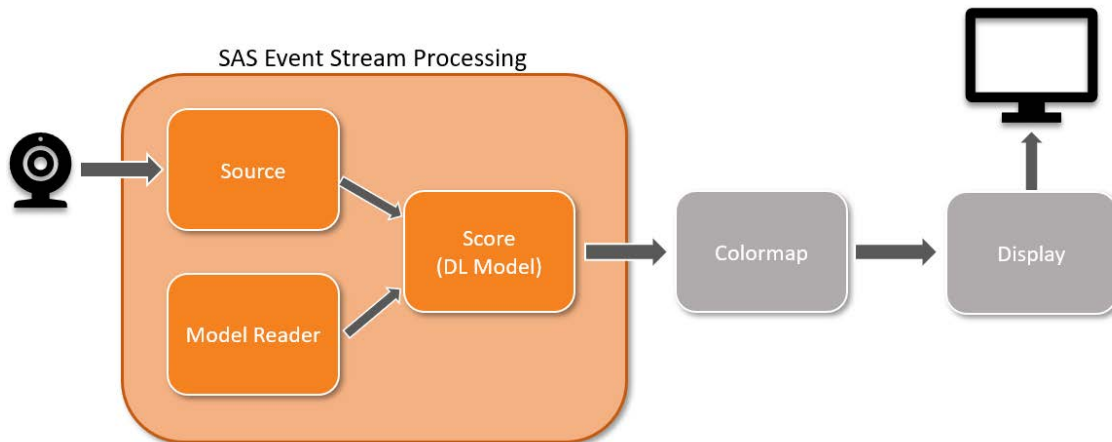 SAS Event Stream Processing
Source
Model Reader
Score
(DL Model)
Colormap
Display